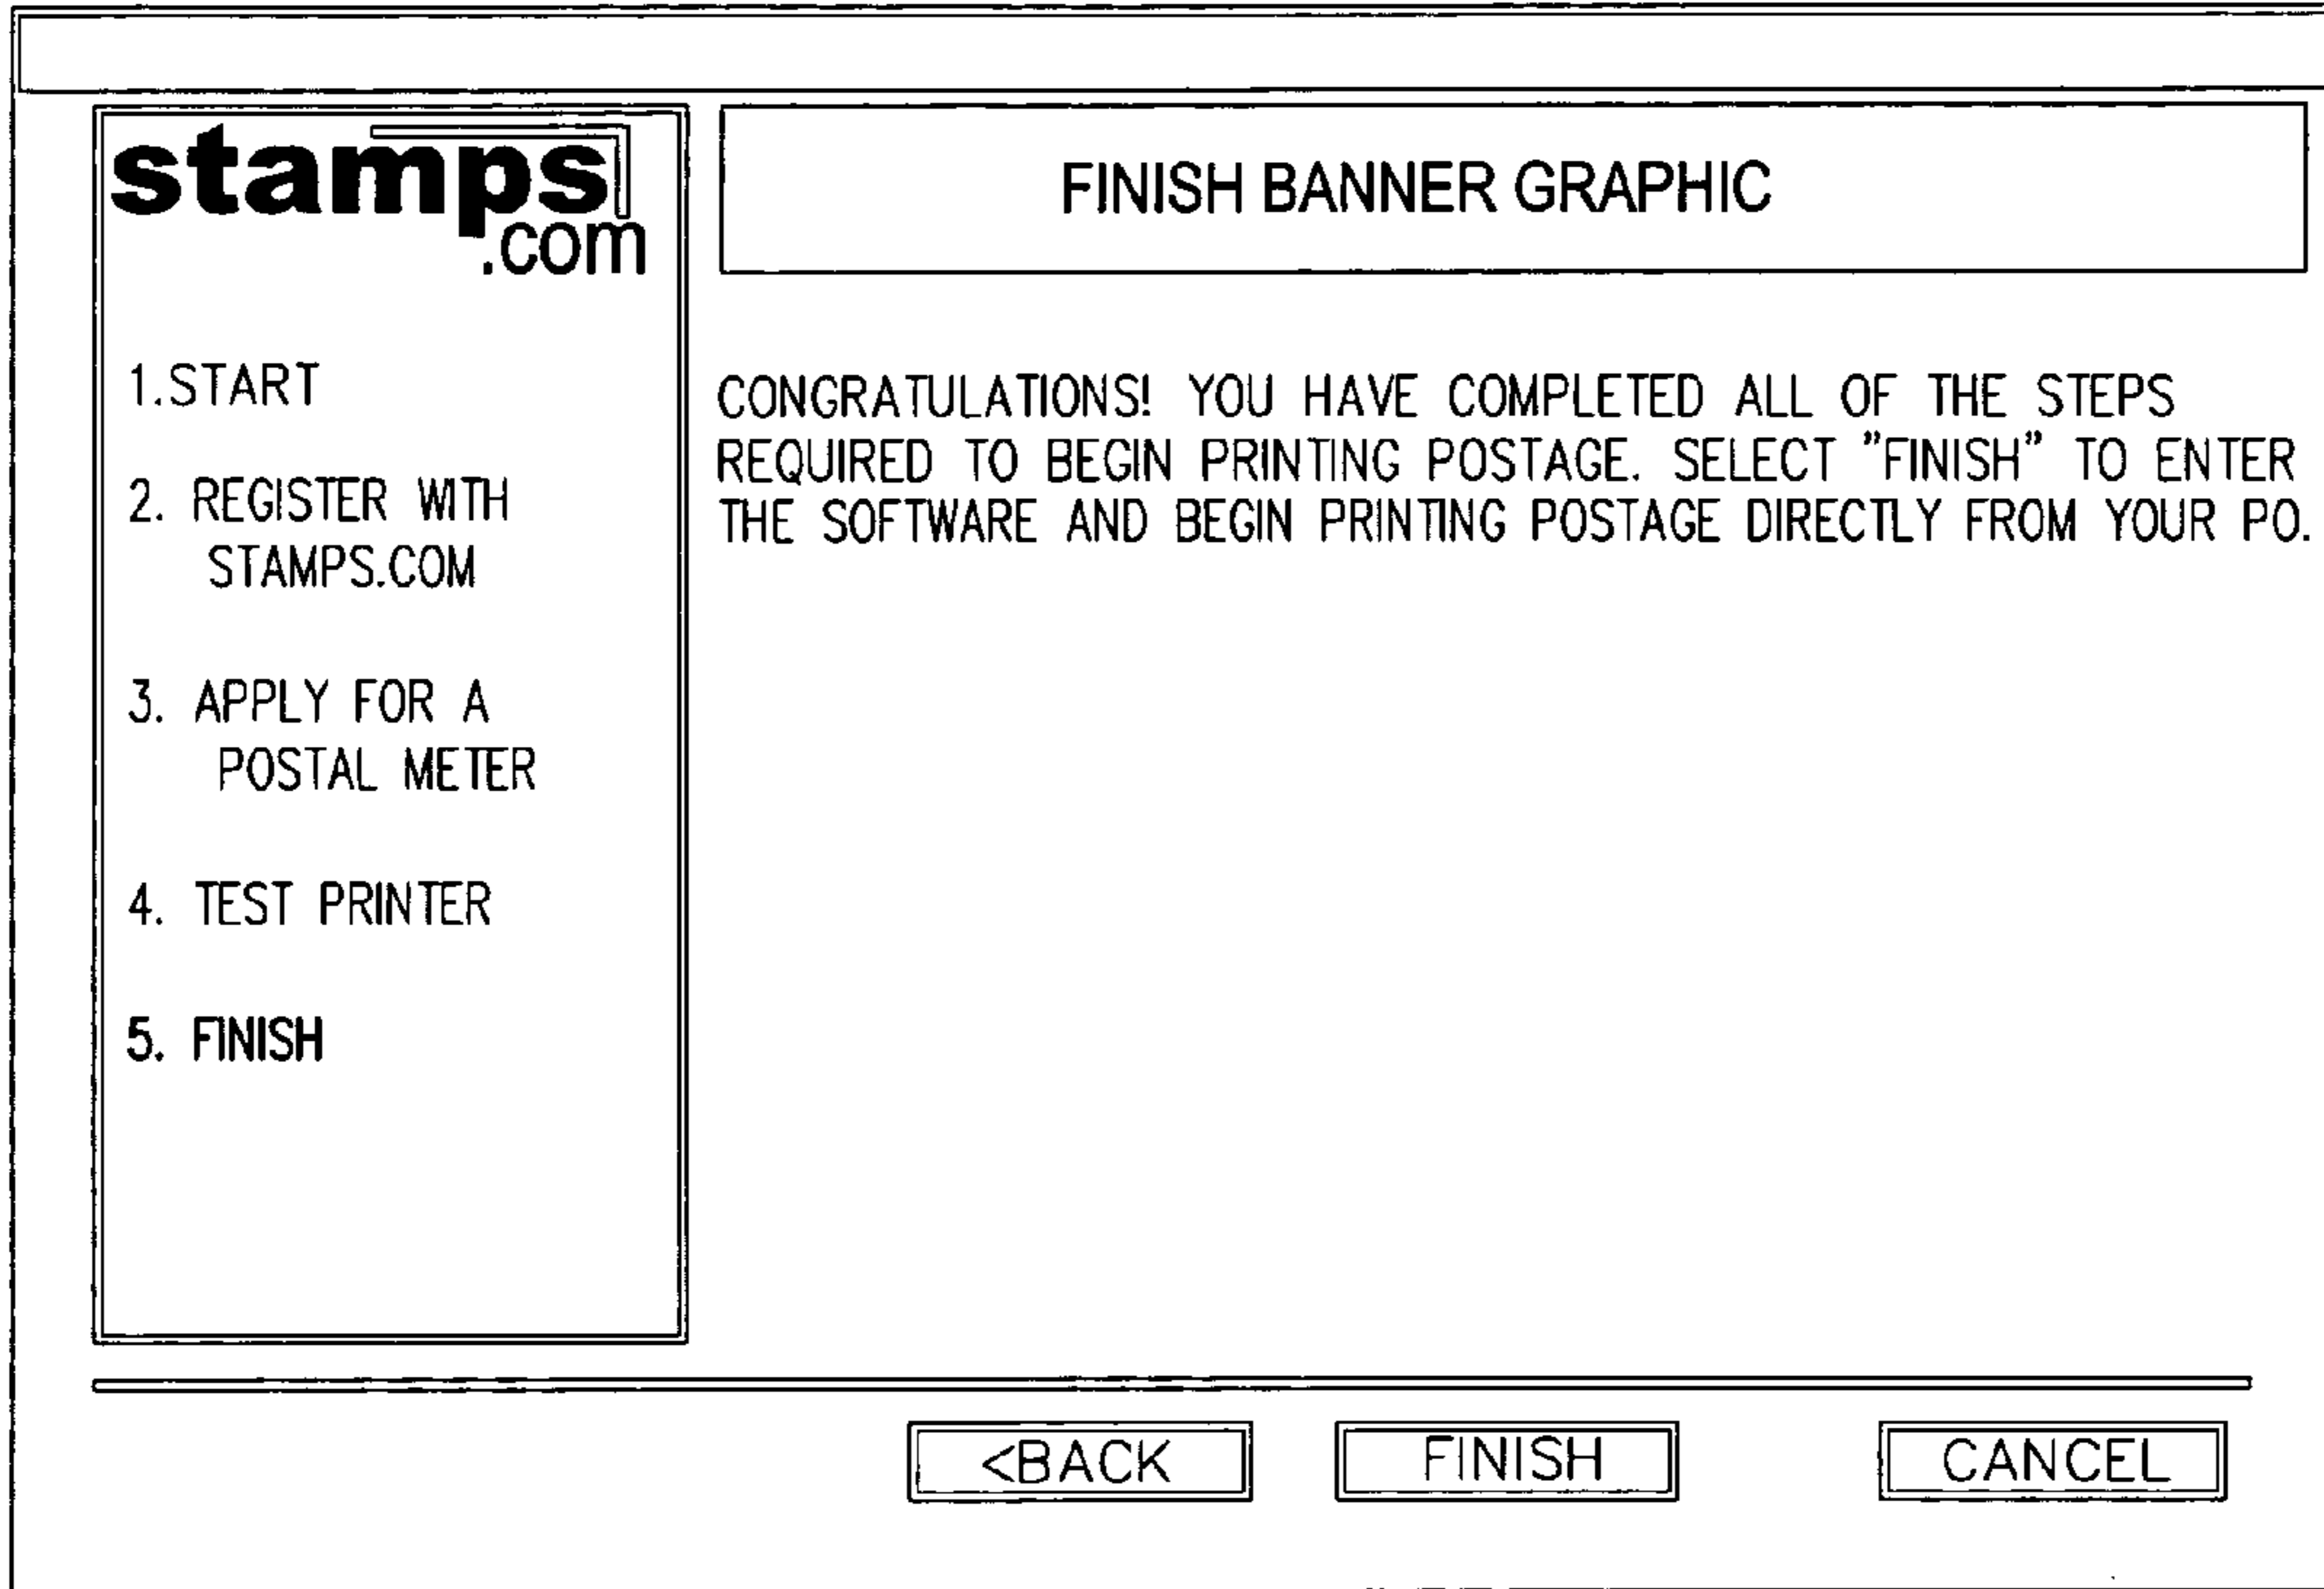 stamps
.com
FINISH BANNER GRAPHIC
1.START
2. REGISTER WITH
STAMPS.COM
3. APPLY FOR A
POSTAL METER
4. TEST PRINTER
5. FINISH
CONGRATULATIONS! YOU HAVE COMPLETED ALL OF THE STEPS
REQUIRED TO BEGIN PRINTING POSTAGE. SELECT "FINISH" TO ENTER
THE SOFTWARE AND BEGIN PRINTING POSTAGE DIRECTLY FROM YOUR PO.
<BACK
FINISH
CANCEL